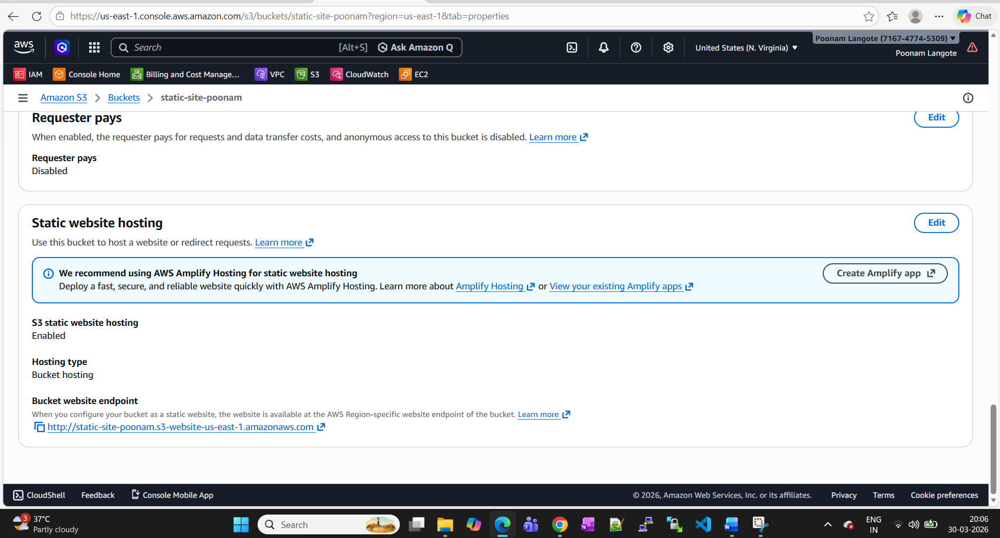 https://us-east-1.console.aws.amazon.com/s3/buckets/static-site-poonam?region=us-east-1&tab=properties
Chat
aws
Search
[Alt+S]
Ask Amazon Q
United States (N. Virginia)
Poonam Langote (7167-4774-5309)
Poonam Langote
IAM
Console Home
Billing and Cost Manage...
VPC
S3
CloudWatch
EC2
Amazon S3
Buckets
static-site-poonam
Requester pays
Edit
When enabled, the requester pays for requests and data transfer costs, and anonymous access to this bucket is disabled. Learn more
Requester pays
Disabled
Static website hosting
Edit
Use this bucket to host a website or redirect requests. Learn more
We recommend using AWS Amplify Hosting for static website hosting
Deploy a fast, secure, and reliable website quickly with AWS Amplify Hosting. Learn more about Amplify Hosting or View your existing Amplify apps
Create Amplify app
S3 static website hosting
Enabled
Hosting type
Bucket hosting
Bucket website endpoint
When you configure your bucket as a static website, the website is available at the AWS Region-specific website endpoint of the bucket. Learn more
http://static-site-poonam.s3-website-us-east-1.amazonaws.com
CloudShell
Feedback
Console Mobile App
© 2026, Amazon Web Services, Inc. or its affiliates.
Privacy
Terms
Cookie preferences
3
37°C
Partly cloudy
Search
ENG
IN
20:06
30-03-2026